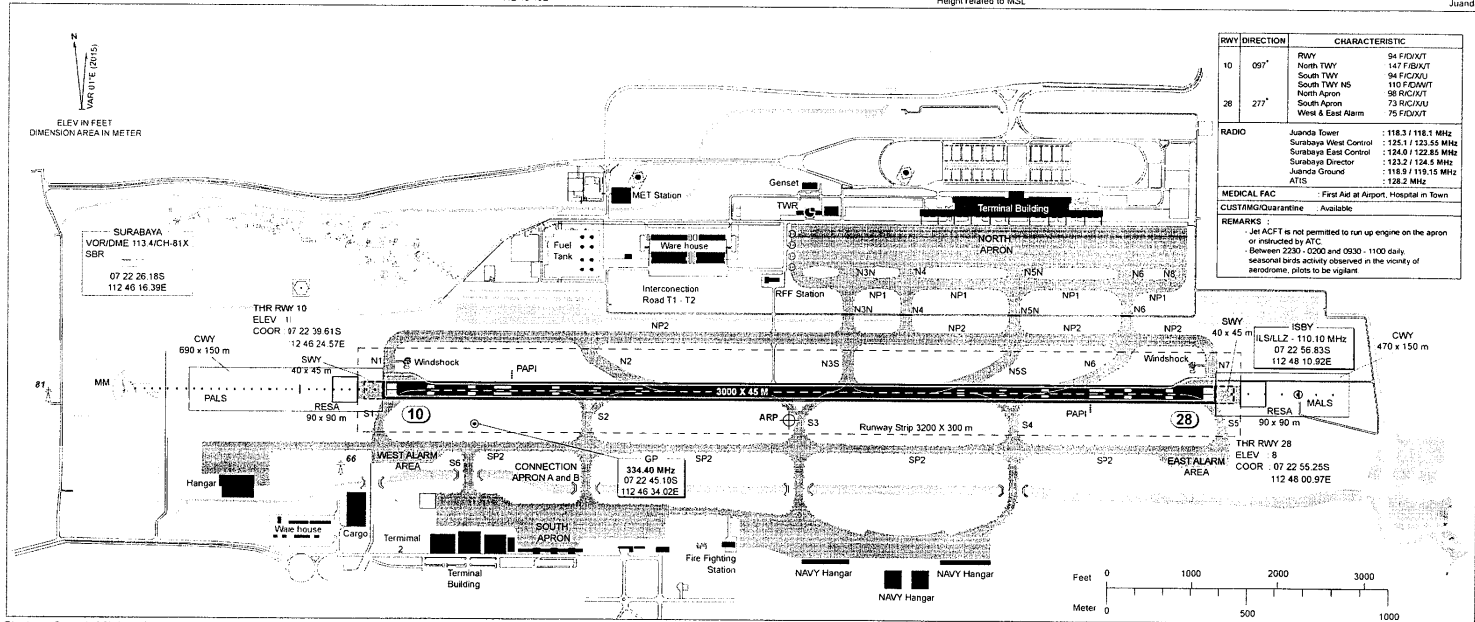 Height related to MSL
Juand
N
VAR 01°E (2015)
ELEV IN FEET
DIMENSION AREA IN METER
RWY DIRECTION CHARACTERISTIC
10 097°
28 277°
RWY 94 F/D/X/T
North TWY 147 F/B/X/T
South TWY 94 F/C/X/U
South TWY N5 110 F/D/W/T
North Apron 98 R/C/X/T
South Apron 73 R/C/X/U
West & East Alarm 75 F/D/X/T
RADIO
Juanda Tower : 118.3 / 118.1 MHz
Surabaya West Control : 125.1 / 123.55 MHz
Surabaya East Control : 124.0 / 122.85 MHz
Surabaya Director : 123.2 / 124.5 MHz
Juanda Ground : 118.9 / 119.15 MHz
ATIS : 128.2 MHz
MEDICAL FAC : First Aid at Airport, Hospital in Town
CUST/IMG/Quarantine : Available
REMARKS :
- Jet ACFT is not permitted to run up engine on the apron
or instructed by ATC.
- Between 2230 - 0200 and 0930 - 1100 daily,
seasonal birds activity observed in the vicinity of
aerodrome, pilots to be vigilant.
MET Station
Genset
TWR
Terminal Building
SURABAYA
VOR/DME 113.4/CH-81X
SBR
07 22 26.18S
112 46 16.39E
Fuel
Tank
Ware house
NORTH
APRON
Interconnection
Road T1 - T2
RFF Station
N3N
N4
N5N
N6
N8
NP1
NP1
NP1
NP1
N3N
N4
N5N
N6
THR RWY 10
ELEV
COOR : 07 22 39.61S
112 46 24.57E
NP2
NP2
NP2
NP2
NP2
CWY
690 x 150 m
SWY
40 x 45 m
N1
Windshock
N2
PAPI
N3S
N5S
N6
Windshock
N7
SWY
40 x 45 m
ISBY
ILS/LLZ - 110.10 MHz
07 22 56.83S
112 48 10.92E
CWY
470 x 150 m
81
MM
PALS
3000 X 45 M
MALS
RESA
90 x 90 m
S1
10
S2
ARP
S3
Runway Strip 3200 X 300 m
S4
PAPI
28
S5
RESA
90 x 90 m
THR RWY 28
ELEV : 8
COOR : 07 22 55.25S
112 48 00.97E
66
WEST ALARM
AREA
S6
SP2
CONNECTION
APRON A and B
GP
334.40 MHz
07 22 45.10S
112 46 34.02E
SP2
SP2
SP2
SP2
EAST ALARM
AREA
Hangar
Ware house
Cargo
Terminal
2
SOUTH
APRON
Terminal
Building
Fire Fighting
Station
NAVY Hangar
NAVY Hangar
NAVY Hangar
Feet 0 1000 2000 3000
Meter 0 500 1000